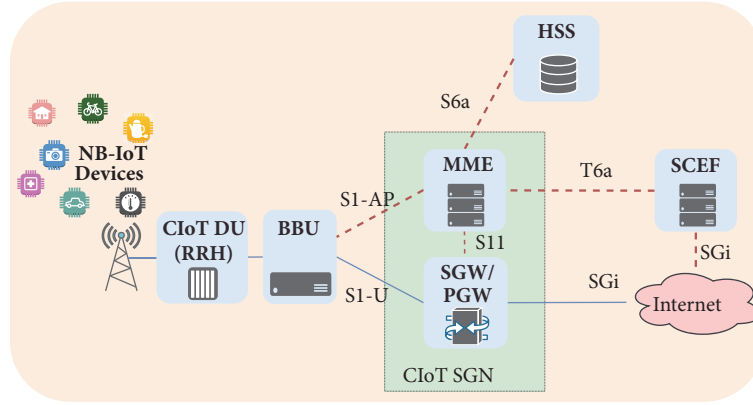 HSS
S6a
NB-IoT
Devices
MME
SCEF
T6a
S1-AP
CIoT DU
(RRH)
BBU
S11
SGi
SGW/
PGW
S1-U
SGi
Internet
CIoT SGN